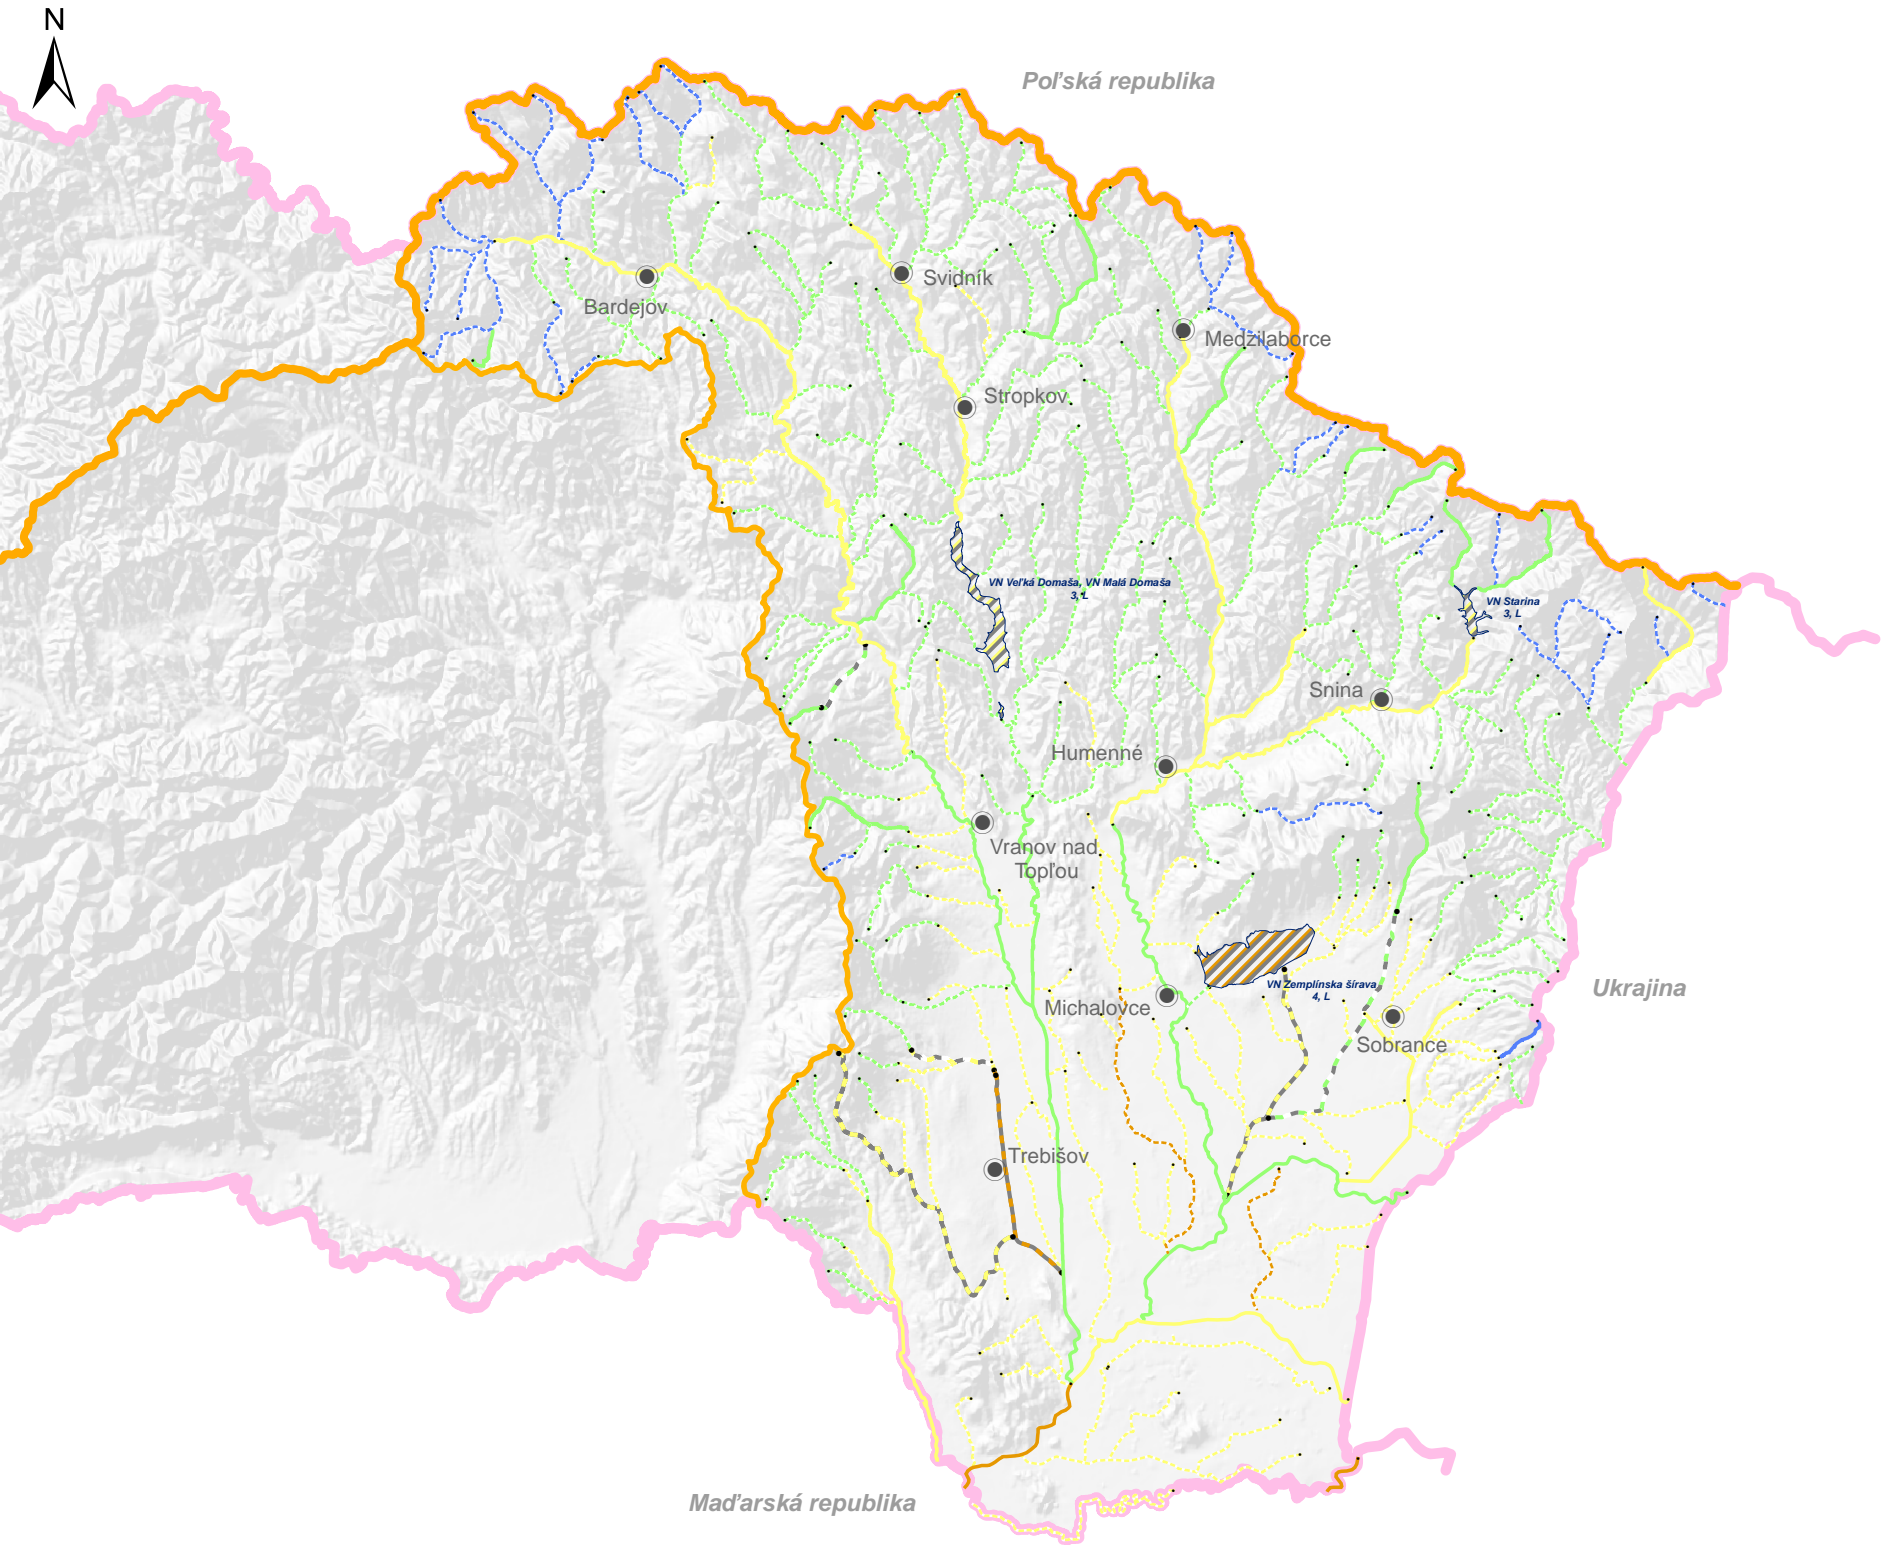 N
Poľská republika
Svidník
Bardejov
Medzilaborce
Stropkov
VN Veľká Domaša, VN Malá Domaša
3, L
VN Starina
3, L
Snina
Humenné
Vranov nad
Topľou
VN Zemplínska šírava
4, L
Ukrajina
Michalovce
Sobrance
Trebišov
Maďarská republika